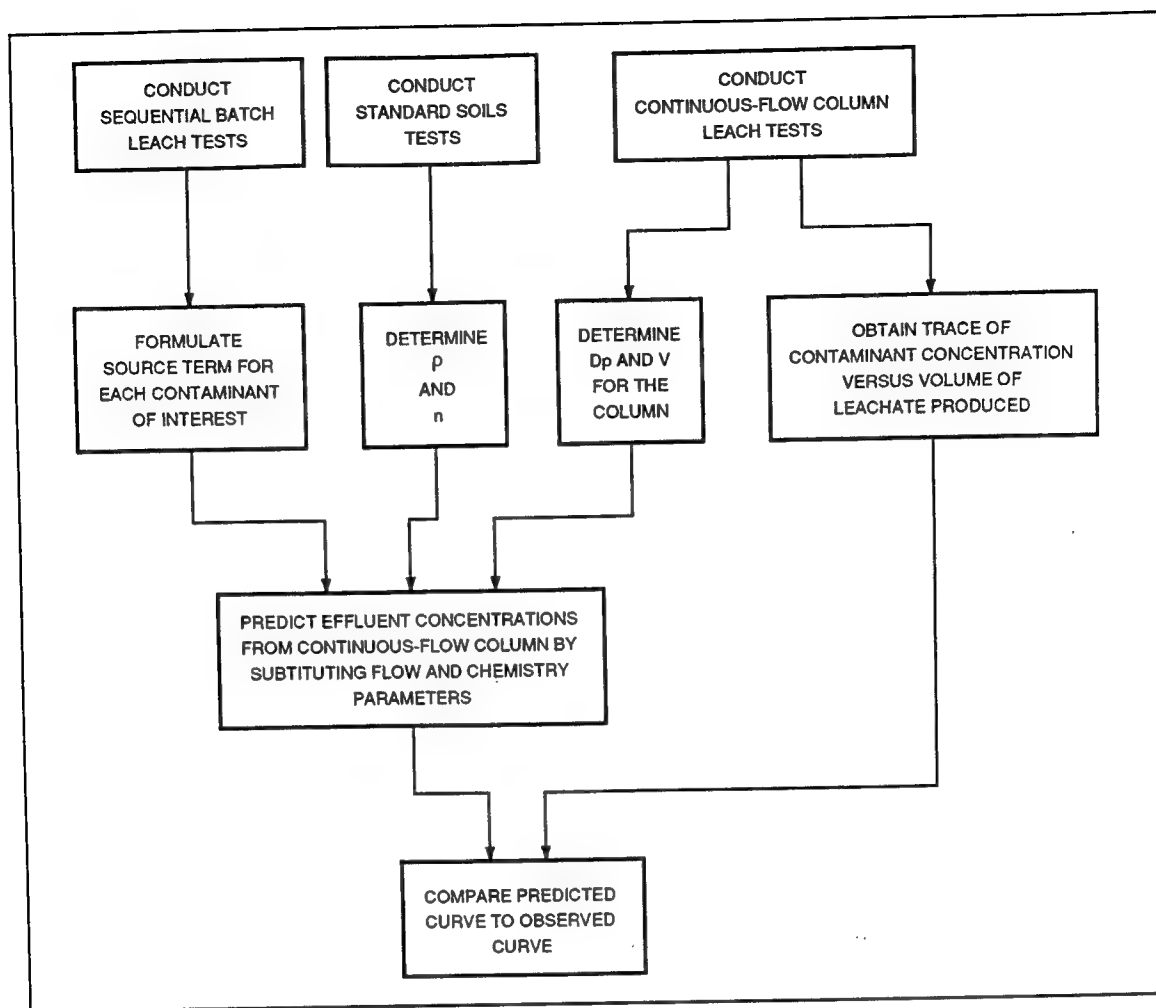 CONDUCT
SEQUENTIAL BATCH
LEACH TESTS
CONDUCT
STANDARD SOILS
TESTS
CONDUCT
CONTINUOUS-FLOW COLUMN
LEACH TESTS
FORMULATE
SOURCE TERM FOR
EACH CONTAMINANT
OF INTEREST
DETERMINE
ρ
AND
n
DETERMINE
Dp AND V
FOR THE
COLUMN
OBTAIN TRACE OF
CONTAMINANT CONCENTRATION
VERSUS VOLUME OF
LEACHATE PRODUCED
PREDICT EFFLUENT CONCENTRATIONS
FROM CONTINUOUS-FLOW COLUMN BY
SUBTITUTING FLOW AND CHEMISTRY
PARAMETERS
COMPARE PREDICTED
CURVE TO OBSERVED
CURVE